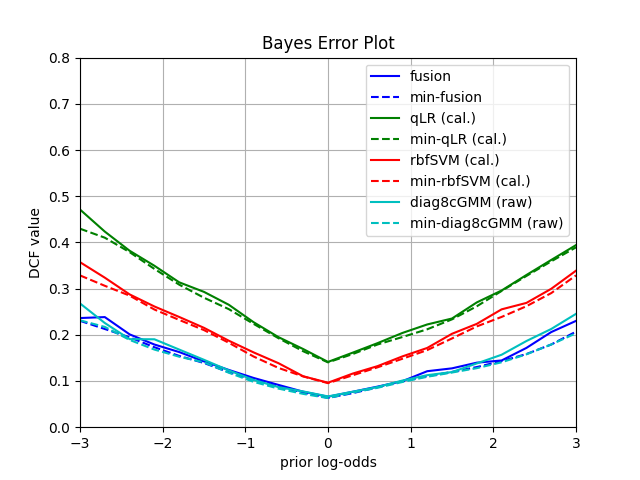 Bayes Error Plot
DCF value
0.8
0.7
0.6
0.5
0.4
0.3
0.2
0.1
0.0
fusion
min-fusion
qLR (cal.)
min-qLR (cal.)
rbfSVM (cal.)
min-rbfSVM (cal.)
diag8cGMM (raw)
min-diag8cGMM (raw)
−3 −2 −1 0 1 2 3
prior log-odds